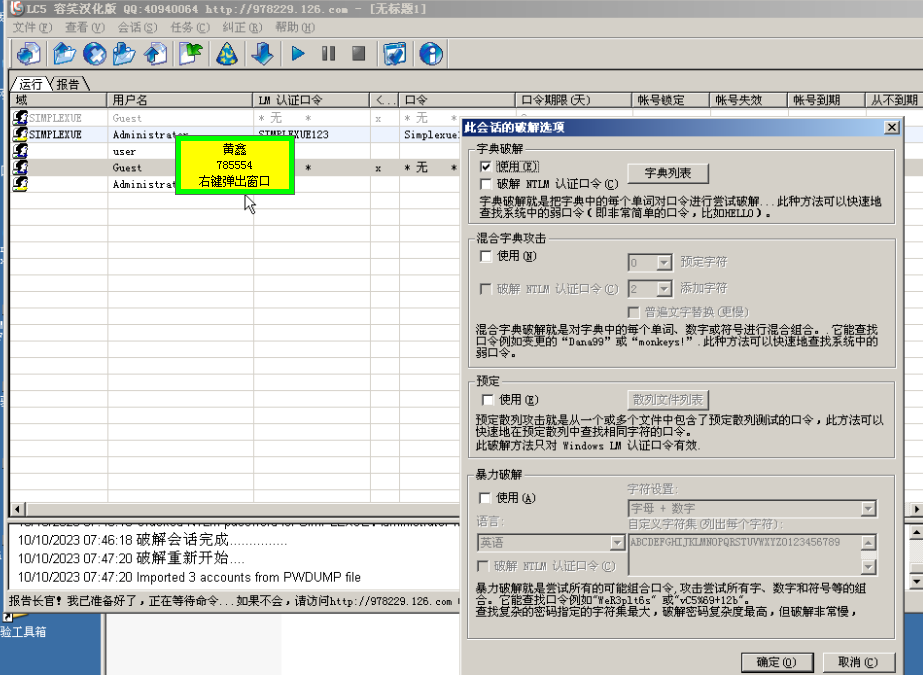 LC5 容笑汉化版 QQ:40940064 http://978229.126.com - [无标题1]
文件(F) 查看(V) 会话(S) 任务(C) 纠正(R) 帮助(H)
运行 报告
域 用户名 LM 认证口令 <.. 口令 口令期限(天) 帐号锁定 帐号失效 帐号到期 从不到期
SIMPLEXUE Guest * 无 * x * 无 *
SIMPLEXUE Administrator SIMPLEXUE123 Simplexue
user
Guest * x * 无 *
Administrat
黄鑫
785554
右键弹出窗口
此会话的破解选项
字典破解
使用(E)
破解 NTLM 认证口令(C)
字典列表
字典破解就是把字典中的每个单词对口令进行尝试破解...此种方法可以快速地
查找系统中的弱口令(即非常简单的口令，比如HELLO)。
混合字典攻击
使用(N)
0 预定字符
破解 NTLM 认证口令(C) 2 添加字符
普遍文字替换(更慢)
混合字典破解就是对字典中的每个单词、数字或符号进行混合组合。.它能查找
口令例如变更的“Dana99”或“monkeys!”.此种方法可以快速地查找系统中的
弱口令。
预定
使用(E)
散列文件列表
预定散列攻击就是从一个或多个文件中包含了预定散列测试的口令，此方法可以
快速地在预定散列中查找相同字符的口令。
此破解方法只对 Windows LM 认证口令有效.
暴力破解
使用(A)
字符设置:
字母 + 数字
语言:
自定义字符集(列出每个字符):
英语
ABCDEFGHIJKLMNOPQRSTUVWXYZ0123456789
破解 NTLM 认证口令(C)
暴力破解就是尝试所有的可能组合口令,攻击尝试所有字、数字和符号等的组
合。它能查找口令例如"WeR3plt6s" 或"vC5%69+12b"。
查找复杂的密码指定的字符集最大，破解密码复杂度最高，但破解非常慢，
确定(O) 取消(C)
10/10/2023 07:46:18 破解会话完成...............
10/10/2023 07:47:20 破解重新开始....
10/10/2023 07:47:20 Imported 3 accounts from PWDUMP file
报告长官! 我已准备好了，正在等待命令...如果不会，请访问http://978229.126.com
验工具箱